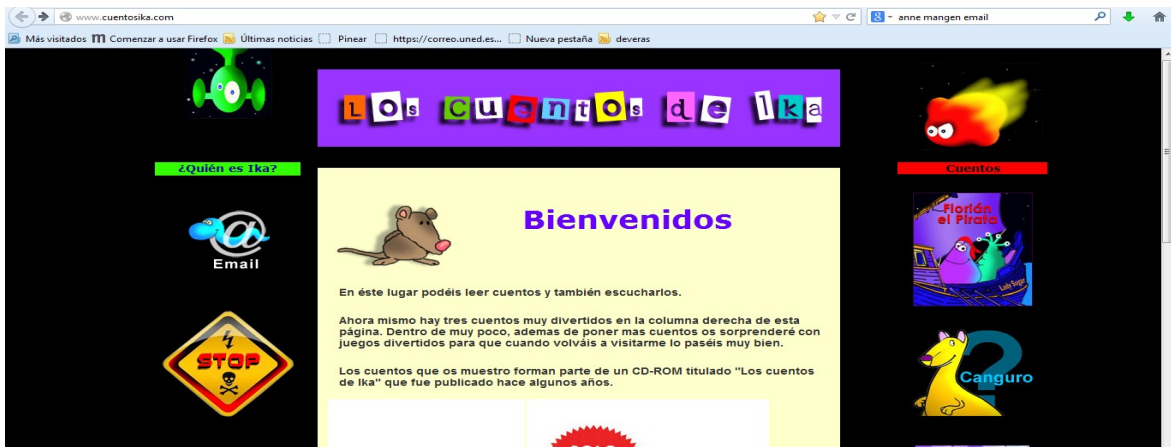 www.cuentosika.com
anne mangen email
Más visitados
Comenzar a usar Firefox
Últimas noticias
Pinear
https://correo.uned.es...
Nueva pestaña
deveras
Los cuentos de Ika
¿Quién es Ika?
@
Email
STOP
Bienvenidos
En éste lugar podéis leer cuentos y también escucharlos.
Ahora mismo hay tres cuentos muy divertidos en la columna derecha de esta
página. Dentro de muy poco, ademas de poner mas cuentos os sorprenderé con
juegos divertidos para que cuando volváis a visitarme lo paséis muy bien.
Los cuentos que os muestro forman parte de un CD-ROM titulado "Los cuentos
de Ika" que fue publicado hace algunos años.
Cuentos
Florián
el Pirata
Lady Sugar
?
Canguro